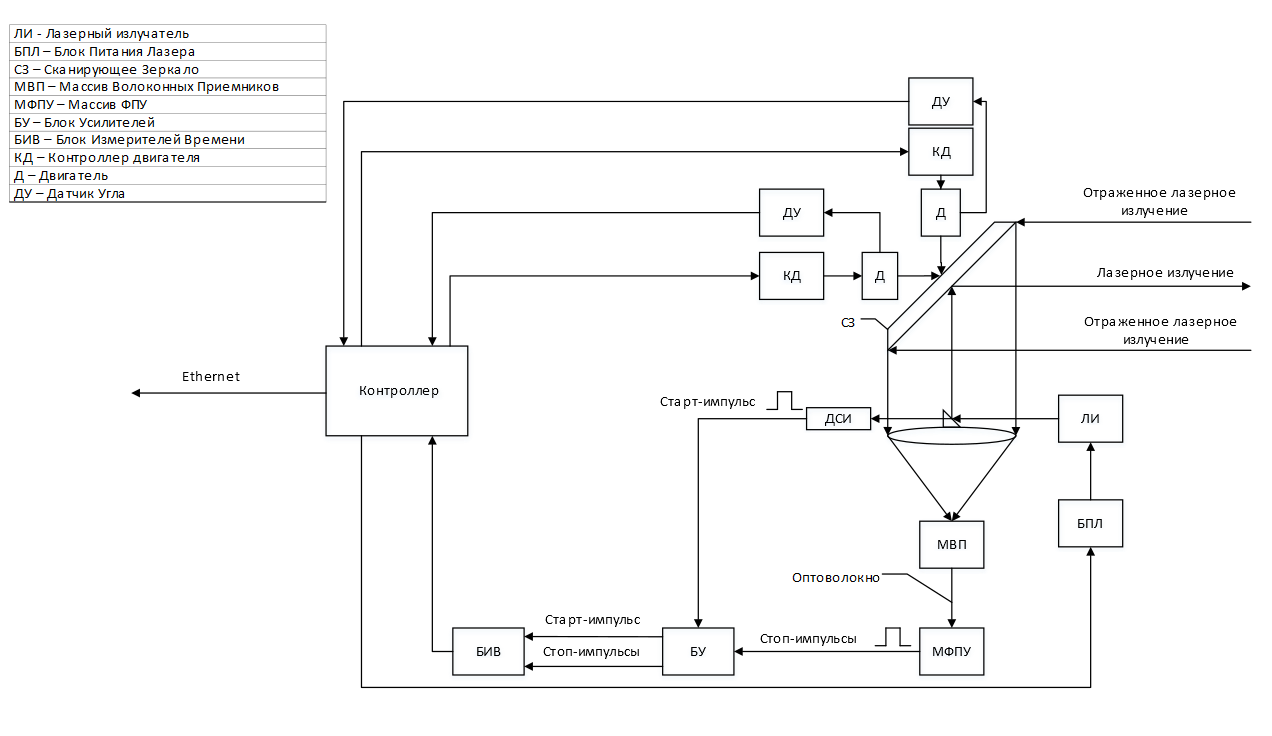 ЛИ - Лазерный излучатель
БПЛ – Блок Питания Лазера
СЗ – Сканирующее Зеркало
МВП – Массив Волоконных Приемников
МФПУ – Массив ФПУ
БУ – Блок Усилителей
БИВ – Блок Измерителей Времени
КД – Контроллер двигателя
Д – Двигатель
ДУ – Датчик Угла
ДУ
КД
Д
Отраженное лазерное
излучение
ДУ
КД
Д
Лазерное излучение
СЗ
Отраженное лазерное
излучение
Ethernet
Контроллер
Старт-импульс
ДСИ
ЛИ
БПЛ
МВП
Оптоволокно
Старт-импульс
Стоп-импульсы
БИВ
БУ
Стоп-импульсы
МФПУ